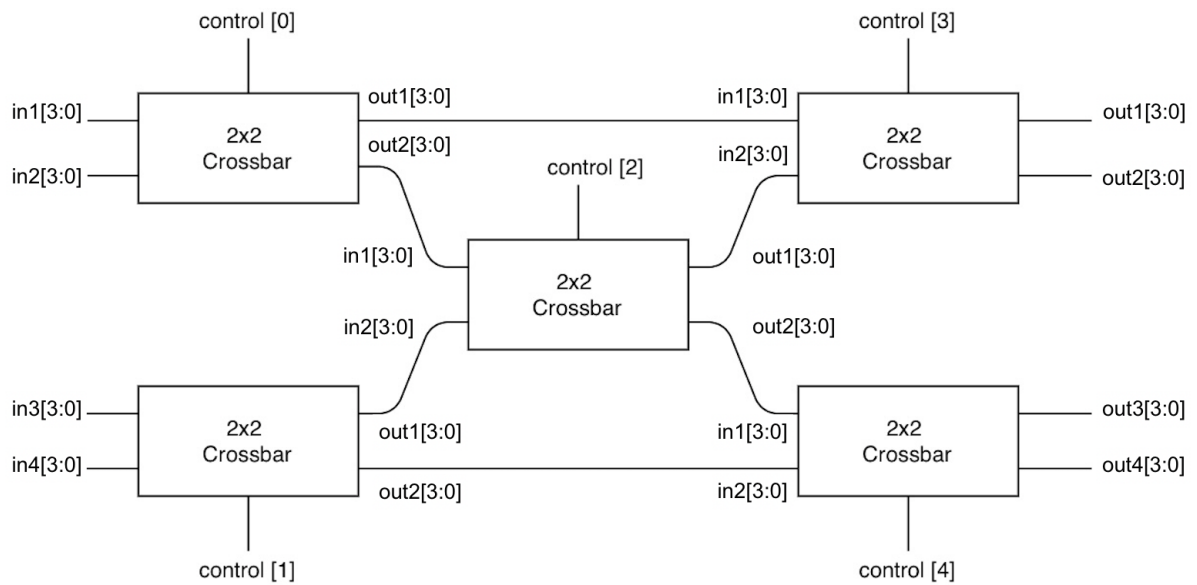 control [0]
control [3]
in1[3:0]
in2[3:0]
2x2
Crossbar
out1[3:0]
out2[3:0]
in1[3:0]
in2[3:0]
2x2
Crossbar
out1[3:0]
out2[3:0]
control [2]
in1[3:0]
in2[3:0]
2x2
Crossbar
out1[3:0]
out2[3:0]
in3[3:0]
in4[3:0]
2x2
Crossbar
out1[3:0]
out2[3:0]
in1[3:0]
in2[3:0]
2x2
Crossbar
out3[3:0]
out4[3:0]
control [1]
control [4]